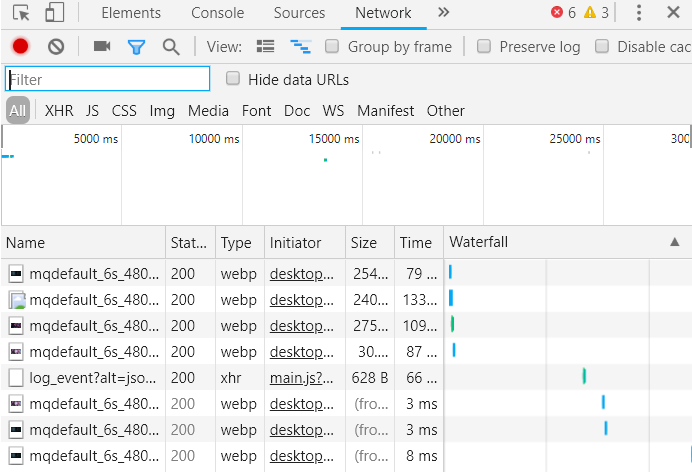 Elements Console Sources Network 6 3
View: Group by frame Preserve log Disable cac
Filter Hide data URLs
All XHR JS CSS Img Media Font Doc WS Manifest Other
5000 ms 10000 ms 15000 ms 20000 ms 25000 ms 300
Name Stat... Type Initiator Size Time Waterfall
mqdefault_6s_480... 200 webp desktop... 254... 79 ...
mqdefault_6s_480... 200 webp desktop... 240... 133...
mqdefault_6s_480... 200 webp desktop... 275... 109...
mqdefault_6s_480... 200 webp desktop... 30.... 87 ...
log_event?alt=jso... 200 xhr main.js?... 628 B 66 ...
mqdefault_6s_480... 200 webp desktop... (fro... 3 ms
mqdefault_6s_480... 200 webp desktop... (fro... 3 ms
mqdefault_6s_480... 200 webp desktop... (fro... 8 ms